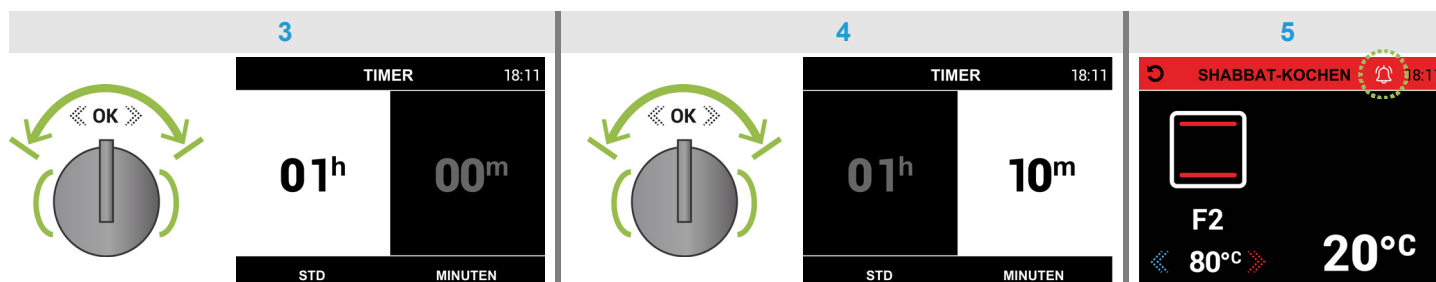 3
4
5
OK
TIMER 18:11
01h 00m
STD MINUTEN
OK
TIMER 18:11
01h 10m
STD MINUTEN
SHABBAT-KOCHEN 18:11
F2
80°C
20°C